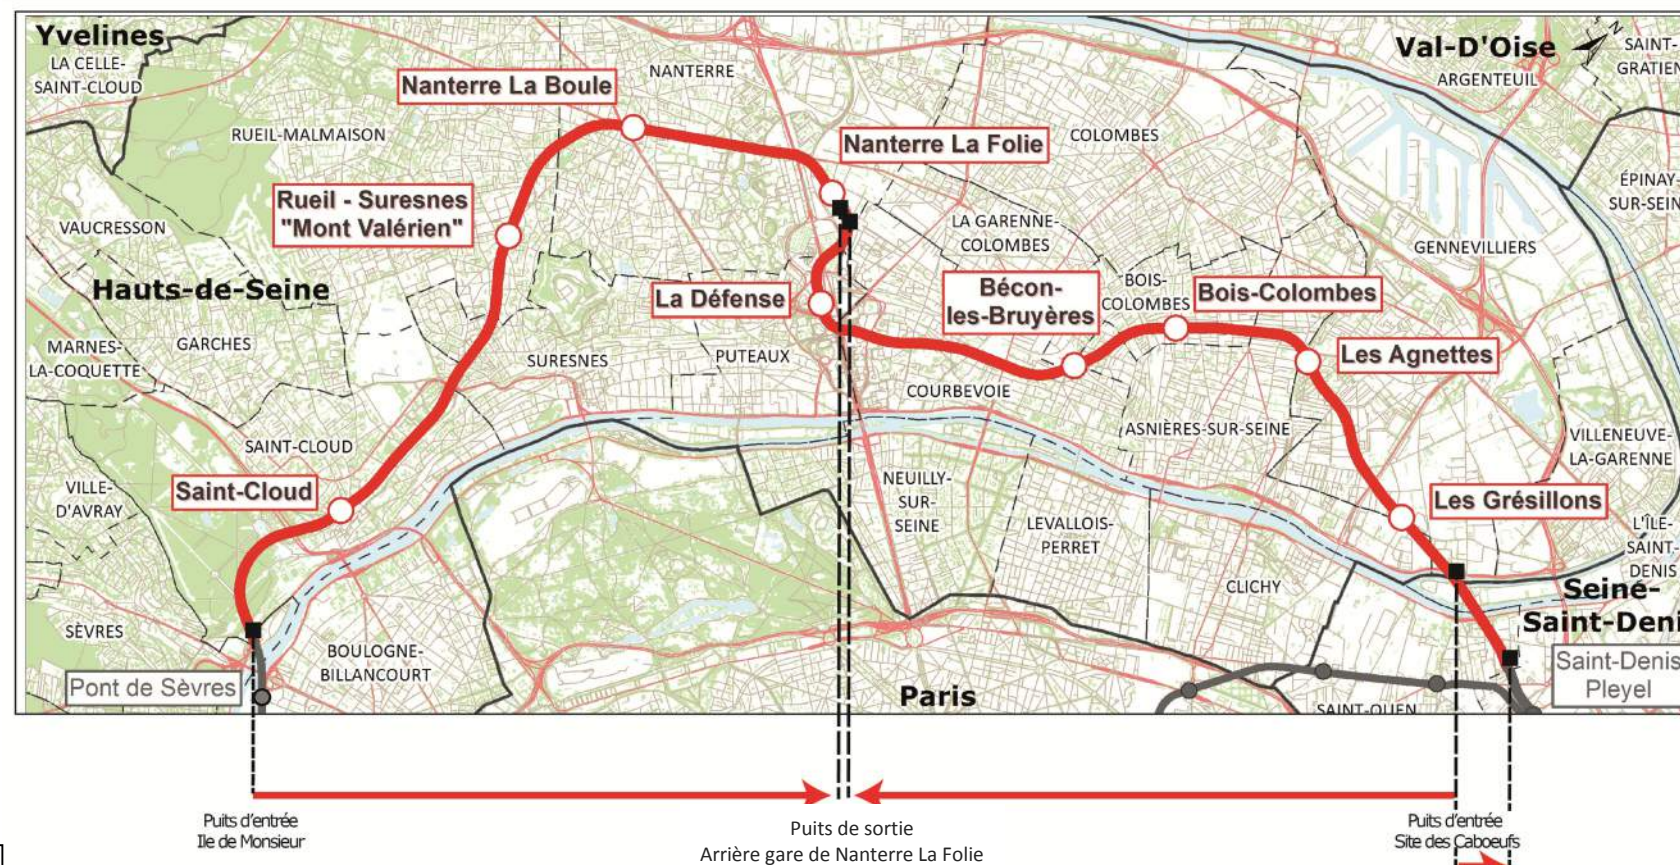 Yvelines
LA CELLE-
SAINT-CLOUD
Nanterre La Boule
NANTERRE
Val-D'Oise
N
SAINT-
GRATIEN
ARGENTEUIL
RUEIL-MALMAISON
Nanterre La Folie
COLOMBES
Rueil - Suresnes
"Mont Valérien"
ÉPINAY-
SUR-SEIN
VAUCRESSON
LA GARENNE-
COLOMBES
GENNEVILLIERS
Hauts-de-Seine
La Défense
Bécon-
les-Bruyères
BOIS-
COLOMBES
Bois-Colombes
MARNES-
LA-COQUETTE
GARCHES
SURESNES
PUTEAUX
Les Agnettes
COURBEVOIE
ASNIÈRES-SUR-SEINE
VILLENEUVE-
LA-GARENNE
SAINT-CLOUD
Saint-Cloud
VILLE-
D'AVRAY
NEUILLY-
SUR-
SEINE
LEVALLOIS-
PERRET
Les Grésillons
L'ÎLE-
SAINT-
DENIS
CLICHY
Seine-
Saint-Deni
SÈVRES
BOULOGNE-
BILLANCOURT
Pont de Sèvres
Paris
SAINT-OUEN
Saint-Denis
Pleyel
Puits d'entrée
Ile de Monsieur
Puits de sortie
Arrière gare de Nanterre La Folie
Puits d'entrée
Site des Caboeufs
]